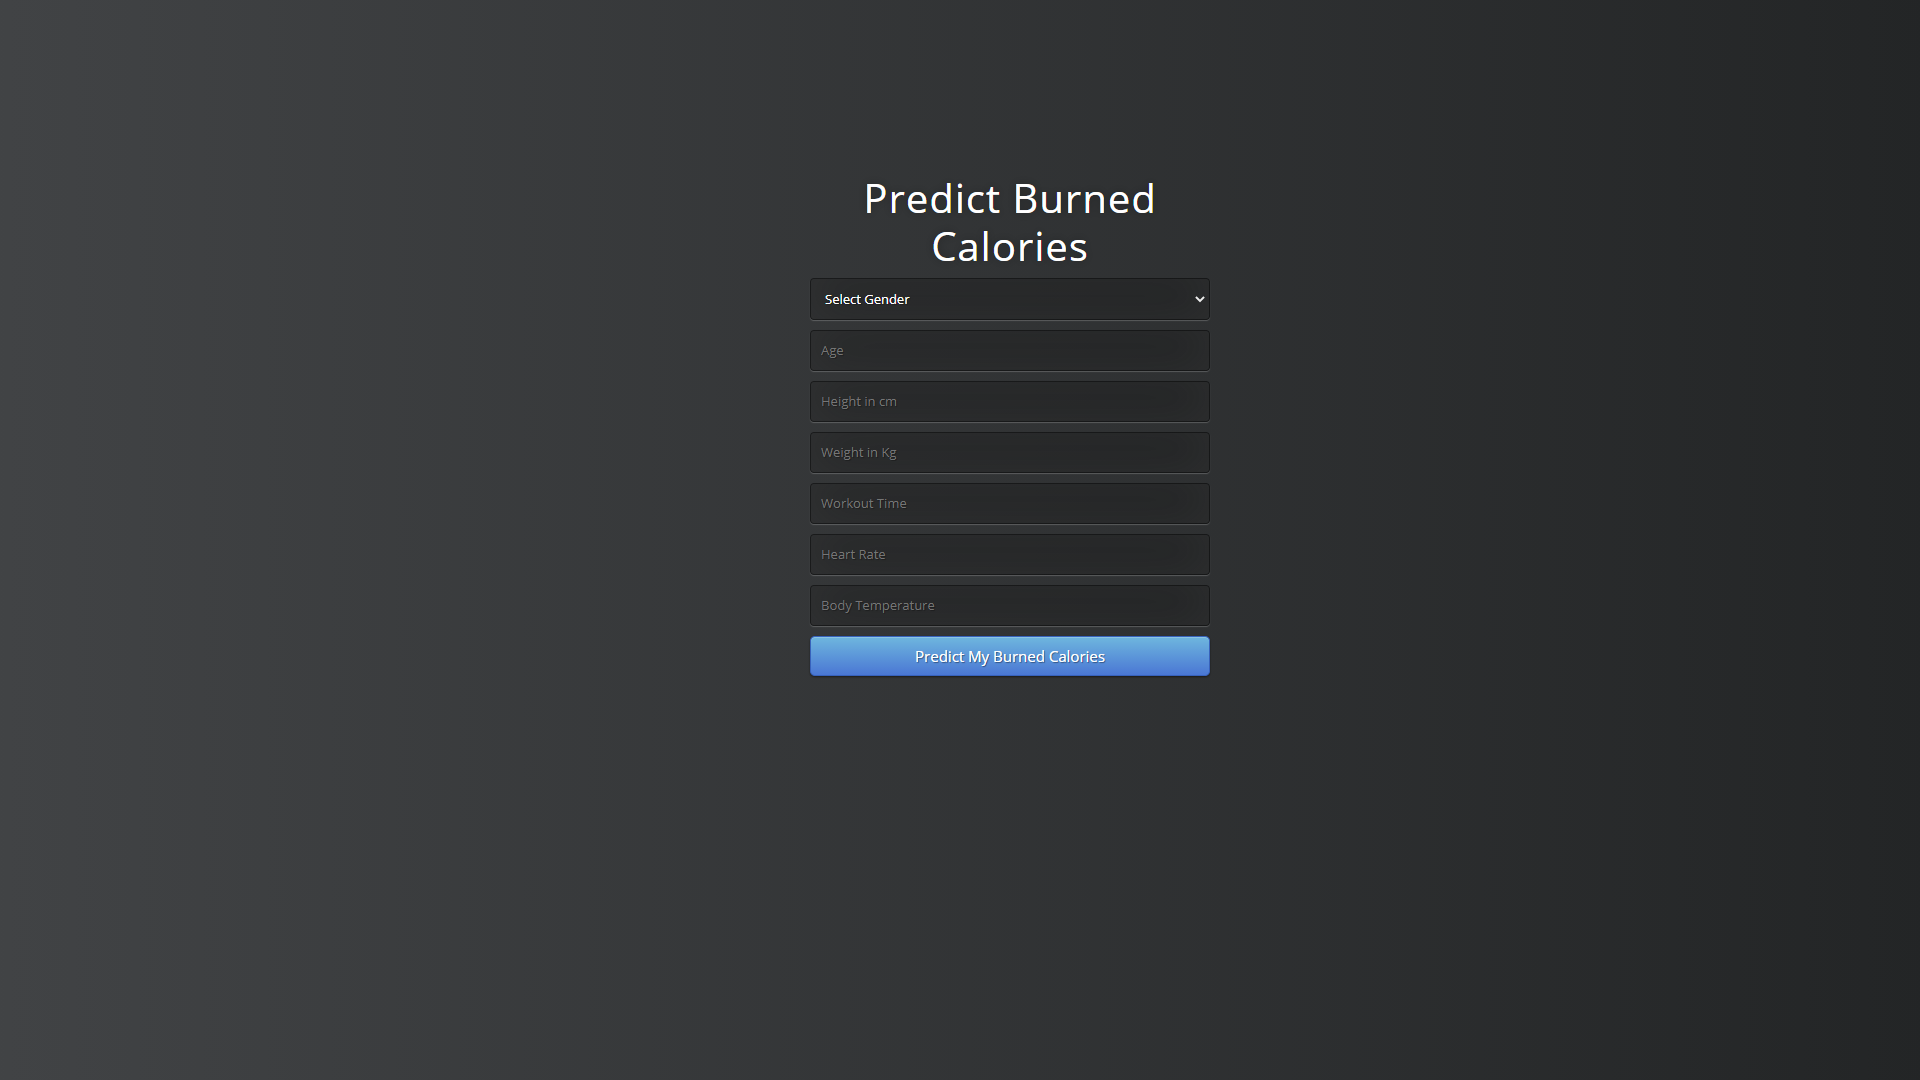 Predict Burned
Calories
Select Gender
Age
Height in cm
Weight in Kg
Workout Time
Heart Rate
Body Temperature
Predict My Burned Calories